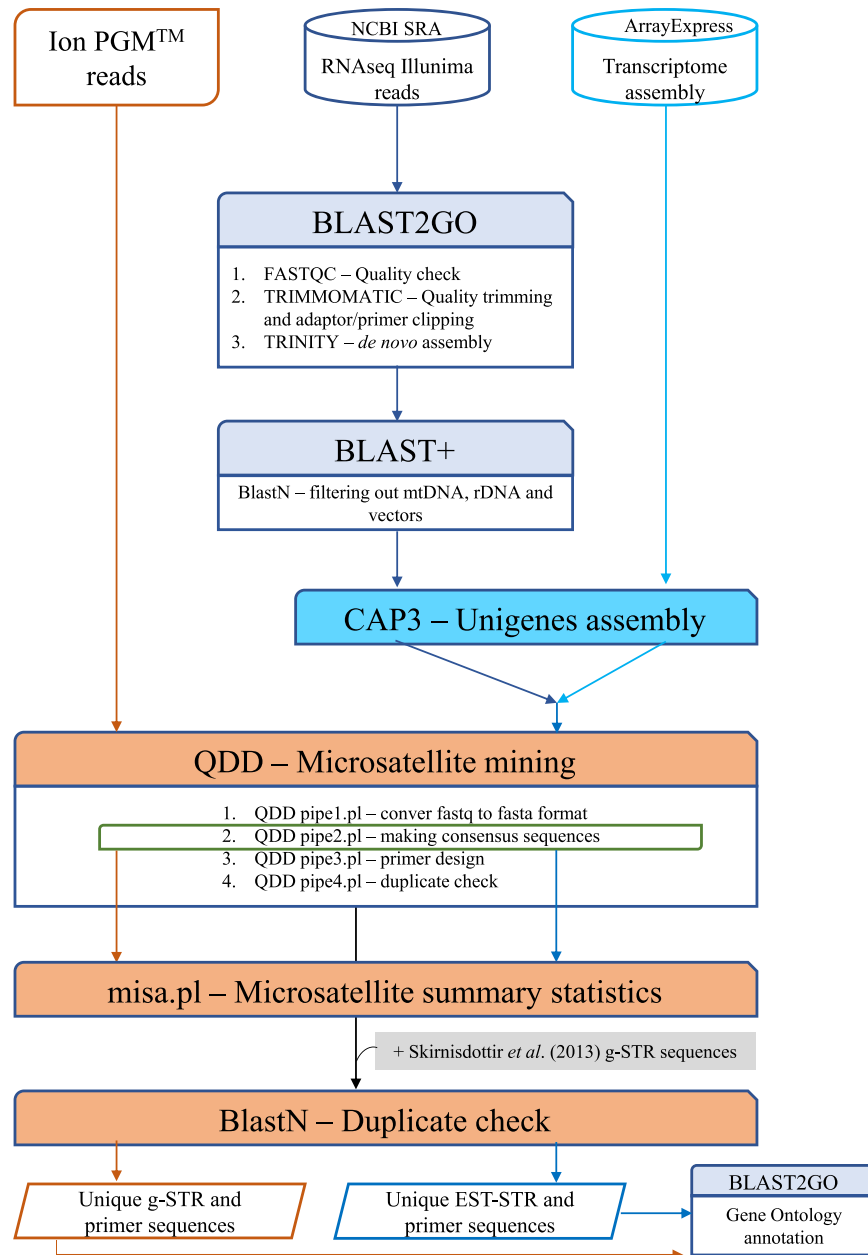 Ion PGM™
reads
NCBI SRA
RNAseq Illunima
reads
ArrayExpress
Transcriptome
assembly
BLAST2GO
1. FASTQC – Quality check
2. TRIMMOMATIC – Quality trimming
and adaptor/primer clipping
3. TRINITY – de novo assembly
BLAST+
BlastN – filtering out mtDNA, rDNA and
vectors
CAP3 – Unigenes assembly
QDD – Microsatellite mining
1. QDD pipe1.pl – conver fastq to fasta format
2. QDD pipe2.pl – making consensus sequences
3. QDD pipe3.pl – primer design
4. QDD pipe4.pl – duplicate check
misa.pl – Microsatellite summary statistics
+ Skirnisdottir et al. (2013) g-STR sequences
BlastN – Duplicate check
Unique g-STR and
primer sequences
Unique EST-STR and
primer sequences
BLAST2GO
Gene Ontology
annotation